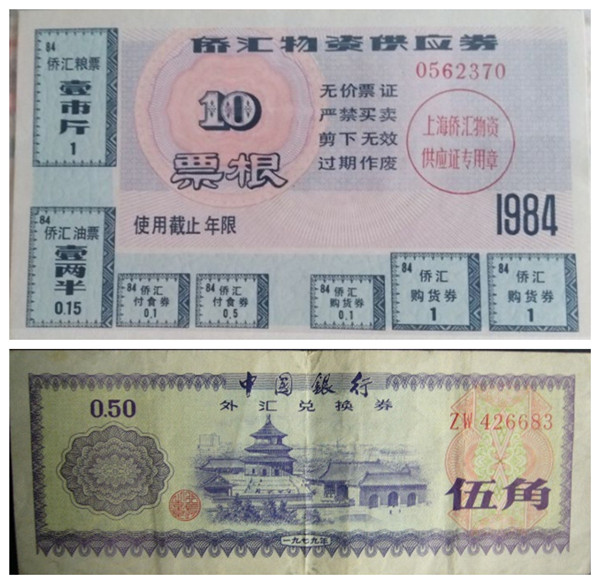 侨汇物资供应券
0562370
84
侨汇粮票
壹市斤
1
10
票根
无价票证
严禁买卖
剪下无效
过期作废
上海侨汇物资
供应证专用章
使用截止年限
1984
84
侨汇油票
壹两半
0.15
84 侨汇
付食券
0.1
84 侨汇
付食券
0.5
84 侨汇
购货券
0.1
84 侨汇
购货券
1
84 侨汇
购货券
1
中国銀行
外汇兑换券
0.50
ZW 426683
伍角
一九七九年